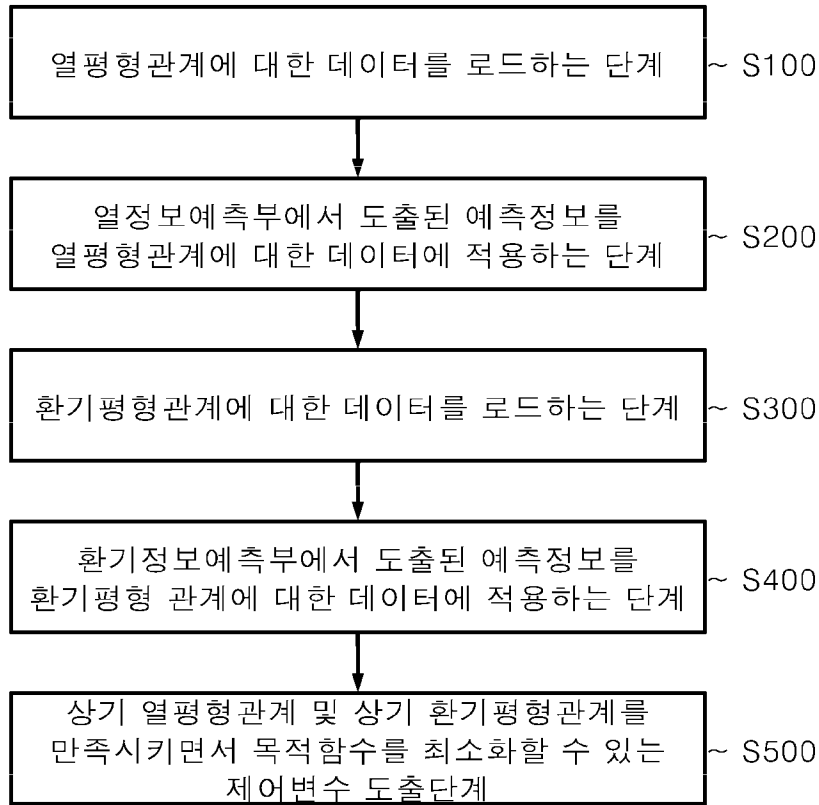 열평형관계에 대한 데이터를 로드하는 단계 ~ S100
열정보예측부에서 도출된 예측정보를
열평형관계에 대한 데이터에 적용하는 단계 ~ S200
환기평형관계에 대한 데이터를 로드하는 단계 ~ S300
환기정보예측부에서 도출된 예측정보를
환기평형 관계에 대한 데이터에 적용하는 단계 ~ S400
상기 열평형관계 및 상기 환기평형관계를
만족시키면서 목적함수를 최소화할 수 있는 ~ S500
제어변수 도출단계